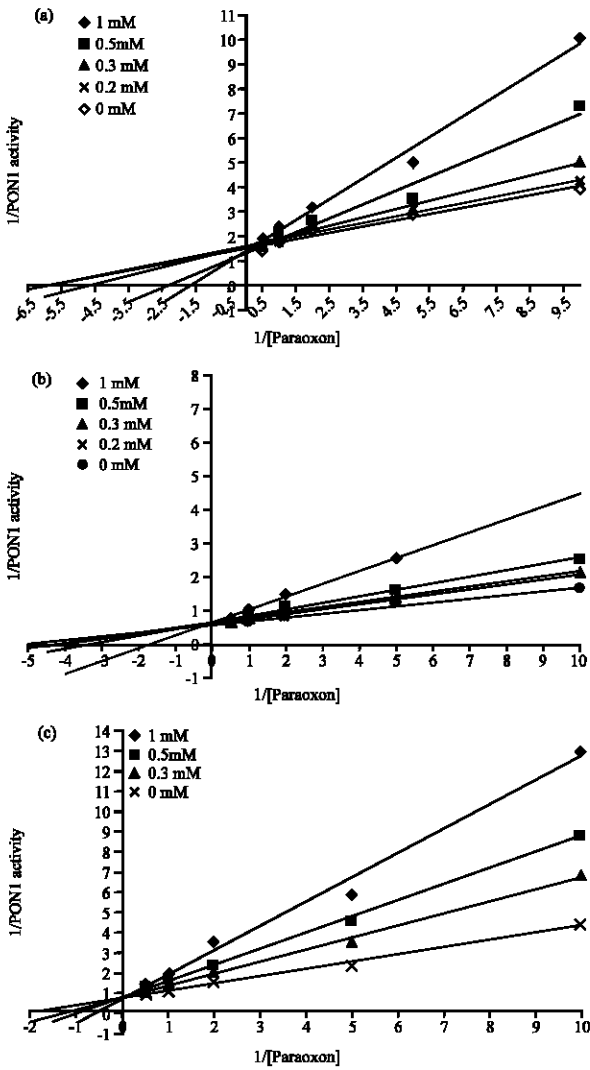 (a)
1 mM
0.5mM
0.3 mM
0.2 mM
0 mM
1/PON1 activity
11
10
9
8
7
6
5
4
3
2
1
0
-1
-6.5 -5.5 -4.5 -3.5 -2.5 -1.5 -0.5 0.5 1.5 2.5 3.5 4.5 5.5 6.5 7.5 8.5 9.5
1/[Paraoxon]
(b)
1 mM
0.5mM
0.3 mM
0.2 mM
0 mM
1/PON1 activity
8
7
6
5
4
3
2
1
0
-1
-5 -4 -3 -2 -1 0 1 2 3 4 5 6 7 8 9 10
1/[Paraoxon]
(c)
1 mM
0.5mM
0.3 mM
0 mM
1/PON1 activity
14
13
12
11
10
9
8
7
6
5
4
3
2
1
0
-1
-2 -1 0 1 2 3 4 5 6 7 8 9 10
1/[Paraoxon]